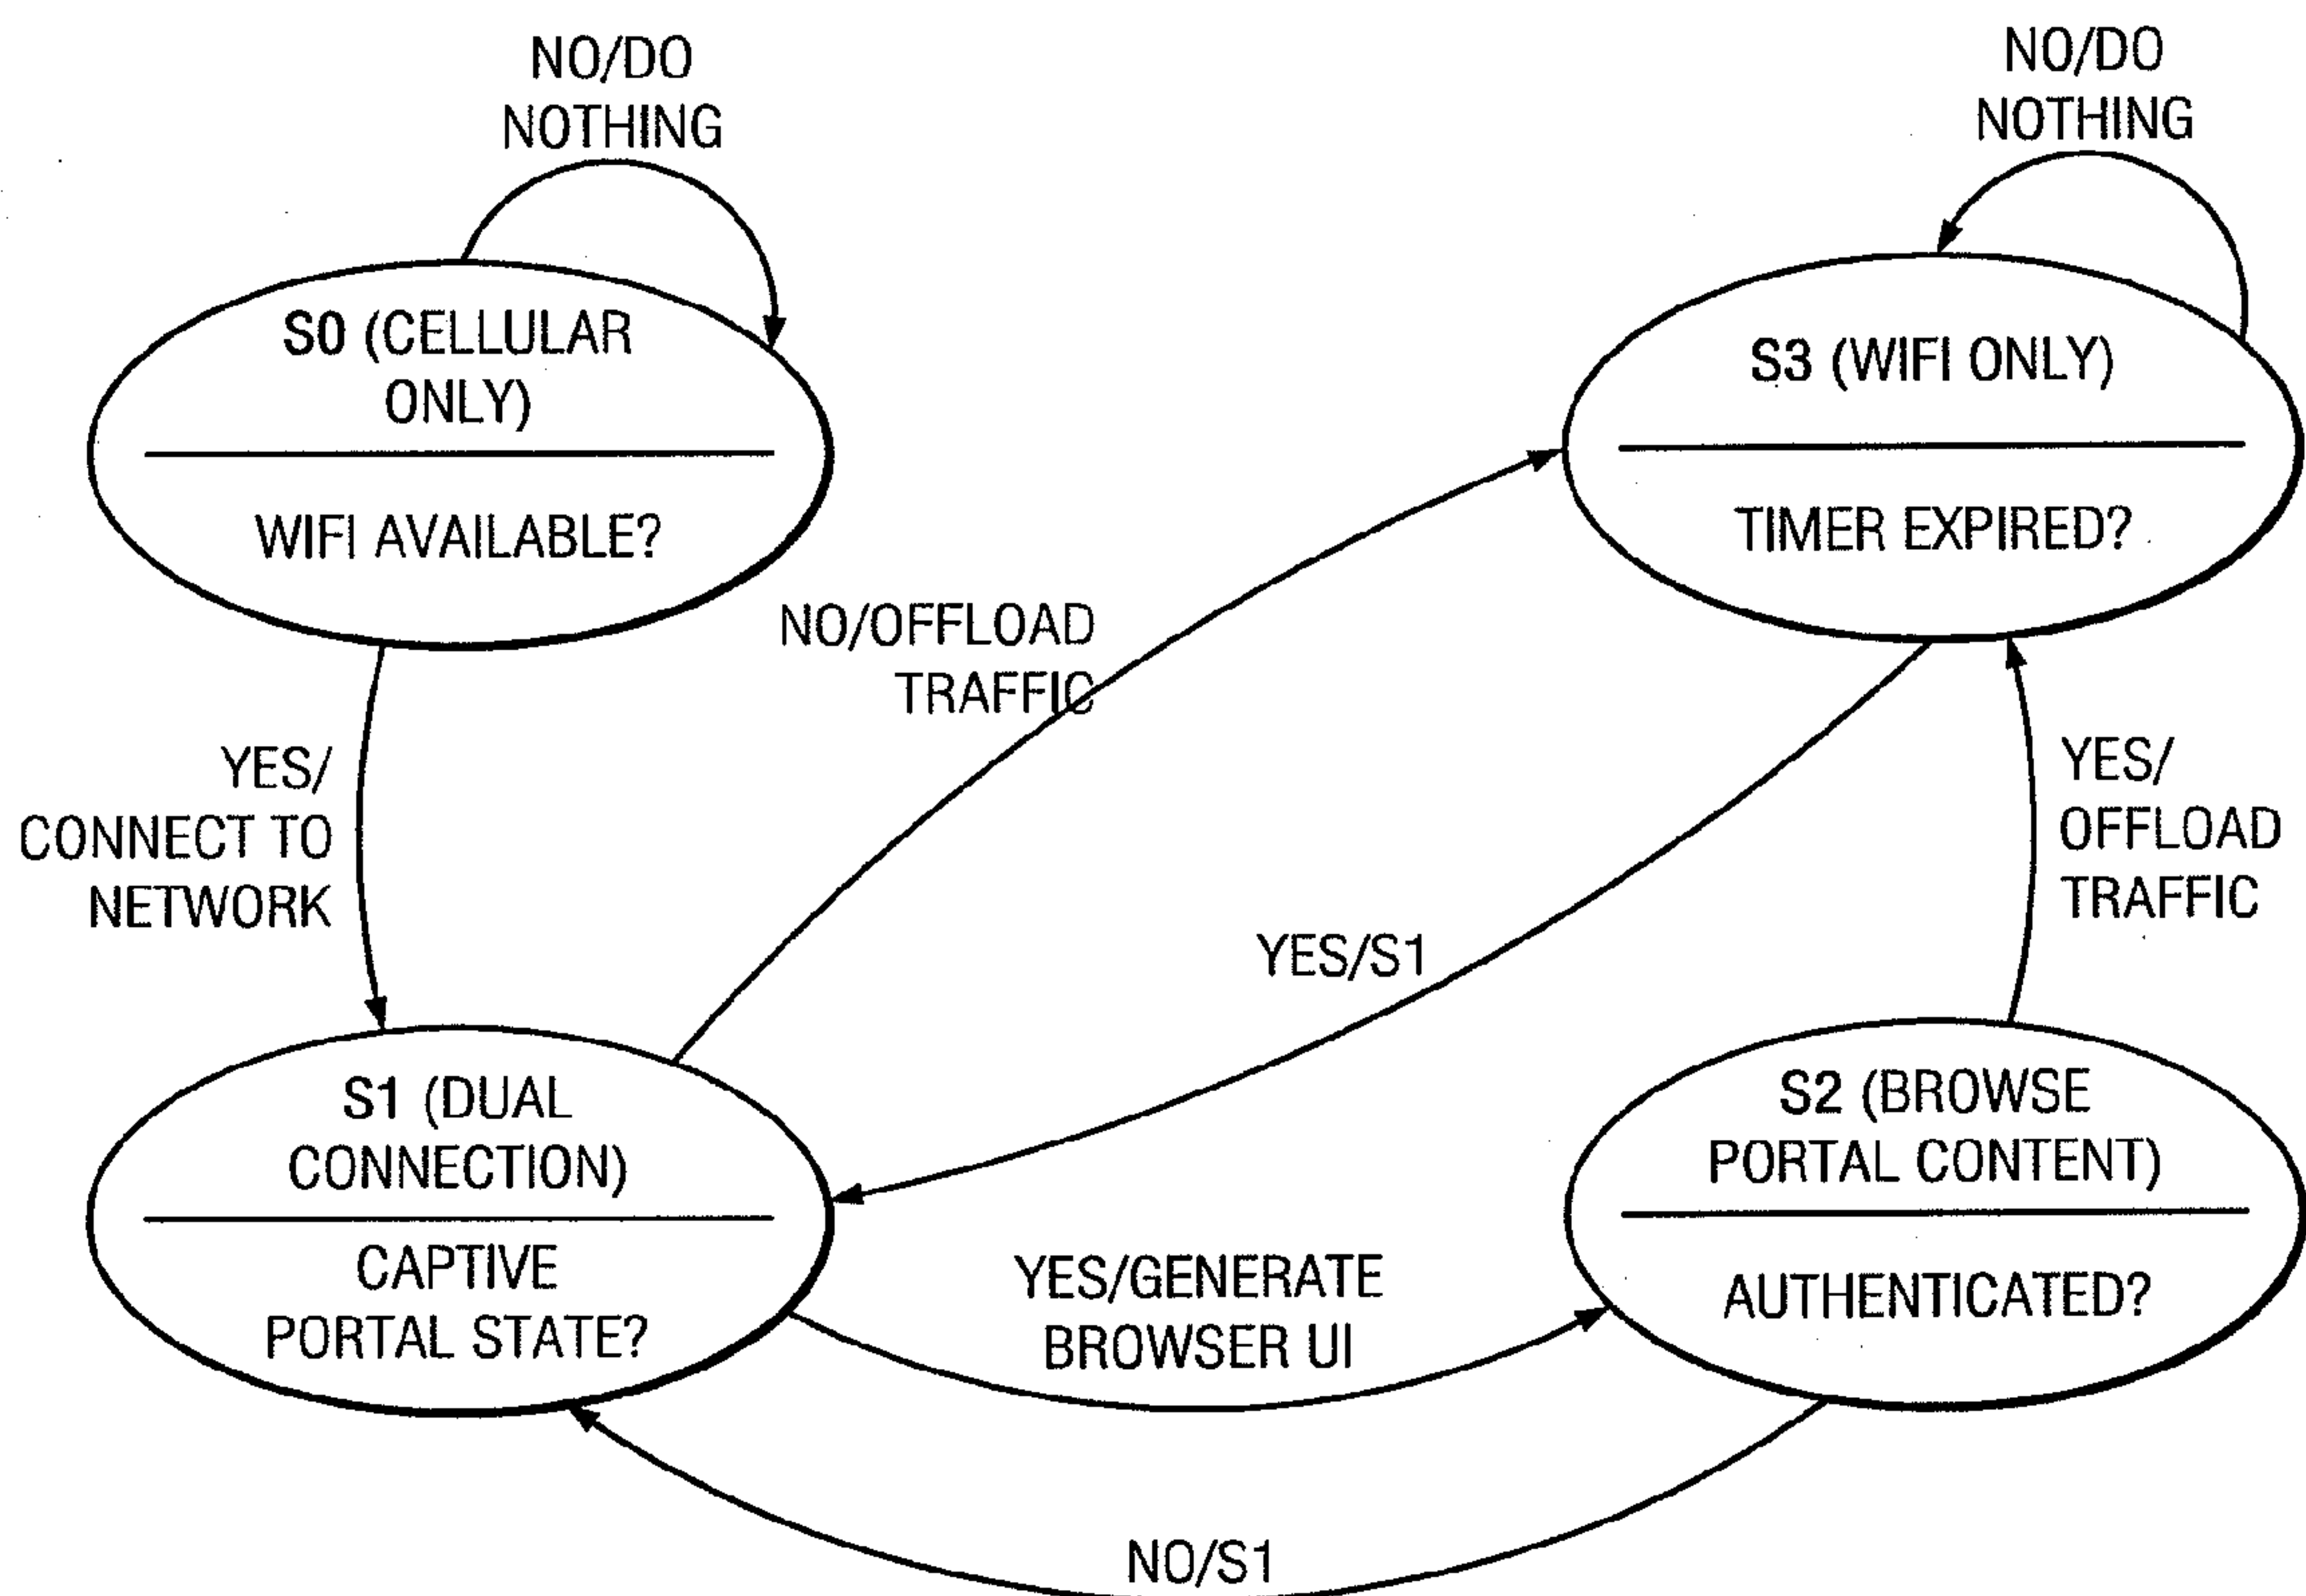 NO/DO
NOTHING
NO/DO
NOTHING
S0 (CELLULAR
ONLY)
WIFI AVAILABLE?
S3 (WIFI ONLY)
TIMER EXPIRED?
NO/OFFLOAD
TRAFFIC
YES/
CONNECT TO
NETWORK
YES/S1
YES/
OFFLOAD
TRAFFIC
S1 (DUAL
CONNECTION)
CAPTIVE
PORTAL STATE?
YES/GENERATE
BROWSER UI
S2 (BROWSE
PORTAL CONTENT)
AUTHENTICATED?
NO/S1